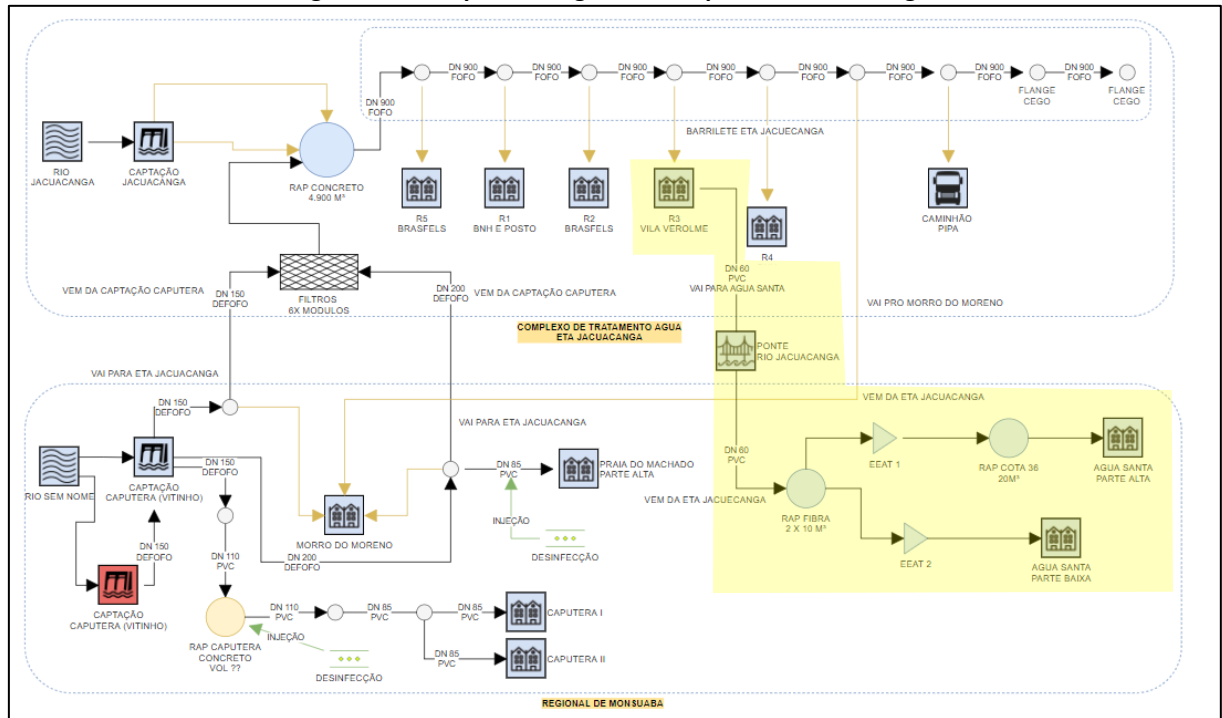 DN 900
FOFO
DN 900
FOFO
DN 900
FOFO
DN 900
FOFO
DN 900
FOFO
DN 900
FOFO
DN 900
FOFO
DN 900
FOFO
DN 900
FOFO
FLANGE
CEGO
FLANGE
CEGO
BARRILETE ETA JACUECANGA
RIO
JACUACANGA
CAPTAÇÃO
JACUACANGA
RAP CONCRETO
4.900 M³
R5
BRASFELS
R1
BNH E POSTO
R2
BRASFELS
R3
VILA VEROLME
R4
CAMINHÃO
PIPA
FILTROS
6X MODULOS
VEM DA CAPTAÇÃO CAPUTERA
DN 150
DEFOFO
DN 200
DEFOFO
VEM DA CAPTAÇÃO CAPUTERA
DN 60
PVC
VAI PARA AGUA SANTA
VAI PRO MORRO DO MORENO
COMPLEXO DE TRATAMENTO AGUA
ETA JACUACANGA
PONTE
RIO JACUACANGA
VAI PARA ETA JACUACANGA
DN 150
DEFOFO
VAI PARA ETA JACUACANGA
VEM DA ETA JACUECANGA
RIO SEM NOME
CAPTAÇÃO
CAPUTERA (VITINHO)
DN 150
DEFOFO
DN 85
PVC
PRAIA DO MACHADO
PARTE ALTA
DN 60
PVC
EEAT 1
RAP COTA 36
20M³
AGUA SANTA
PARTE ALTA
VEM DA ETA JACUECANGA
RAP FIBRA
2 X 10 M³
INJEÇÃO
DESINFECÇÃO
MORRO DO MORENO
DN 200
DEFOFO
DN 150
DEFOFO
DN 110
PVC
EEAT 2
AGUA SANTA
PARTE BAIXA
CAPTAÇÃO
CAPUTERA (VITINHO)
RAP CAPUTERA
CONCRETO
VOL ??
DN 110
PVC
DN 85
PVC
DN 85
PVC
CAPUTERA I
INJEÇÃO
DN 85
PVC
CAPUTERA II
DESINFECÇÃO
REGIONAL DE MONSUABA